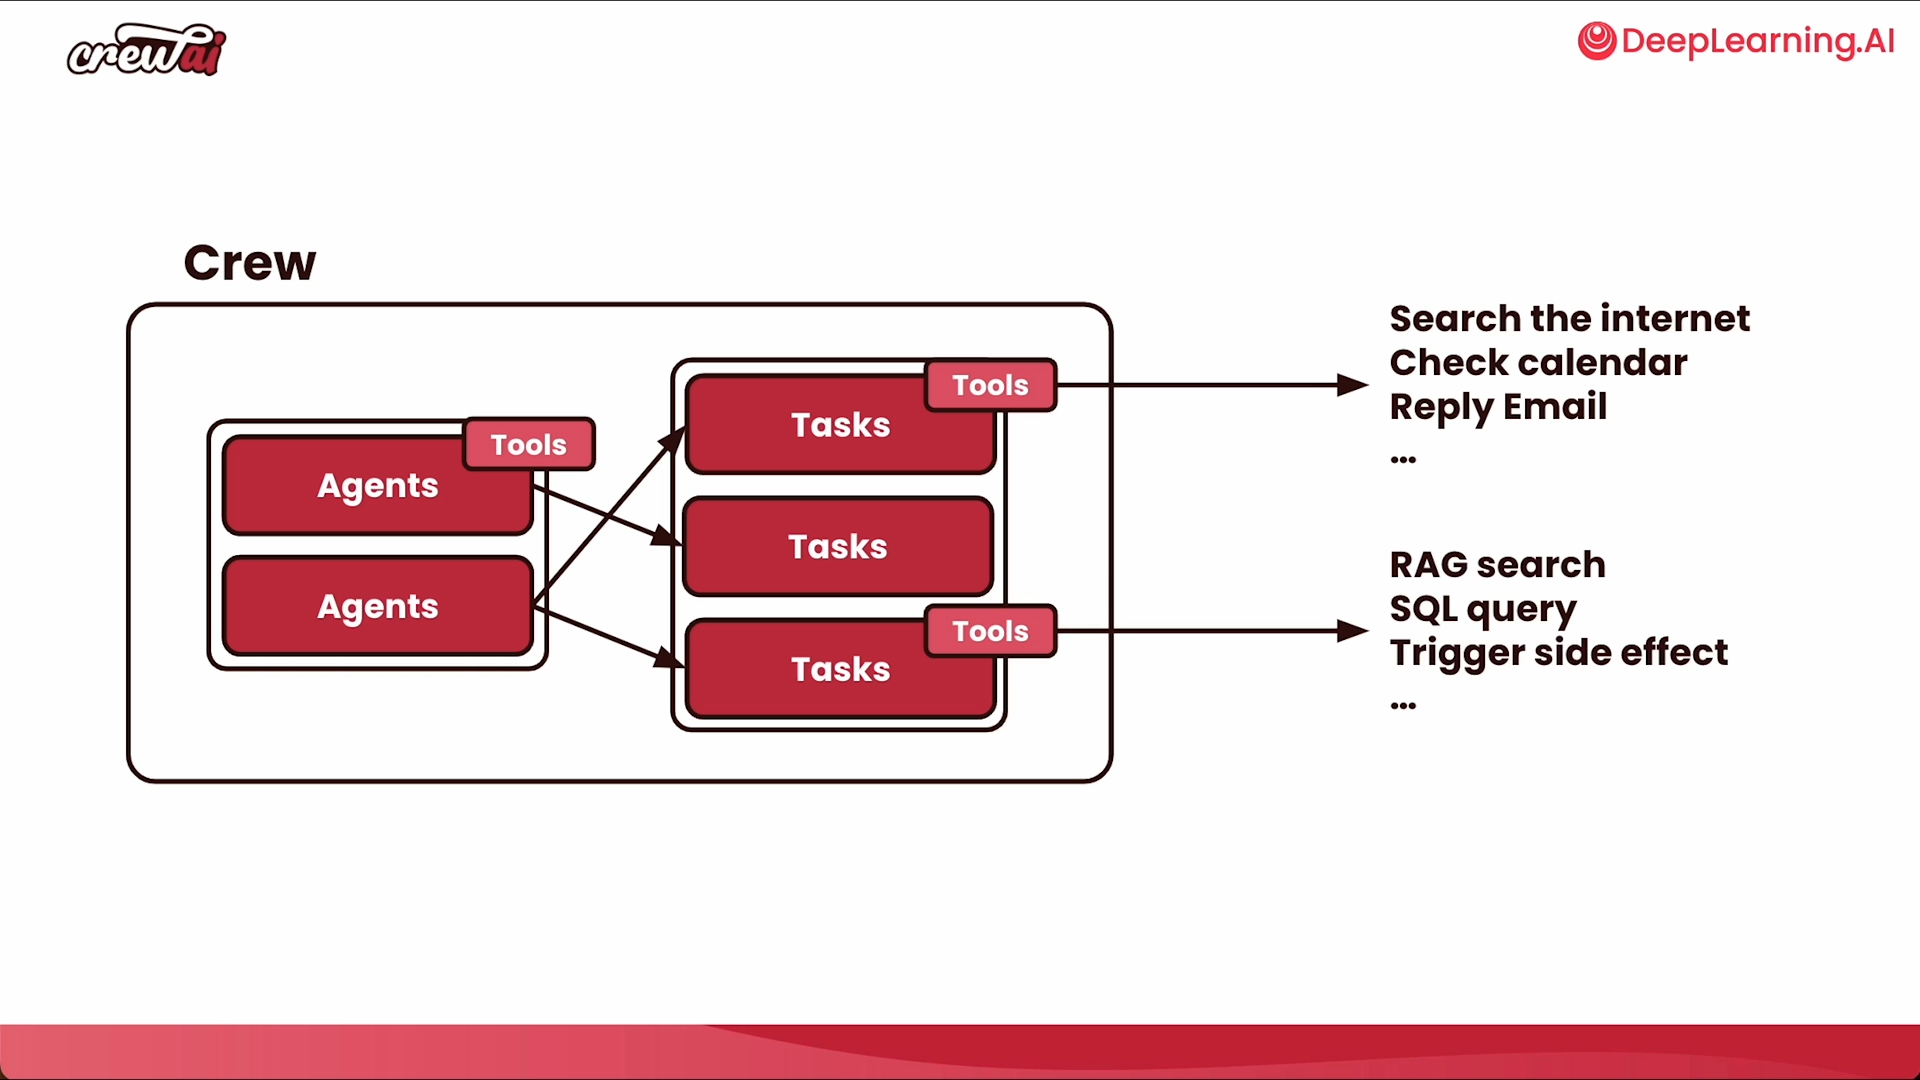 crewai
DeepLearning.AI
Crew
Agents
Tools
Agents
Tasks
Tools
Tasks
Tasks
Tools
Search the internet
Check calendar
Reply Email
...
RAG search
SQL query
Trigger side effect
...